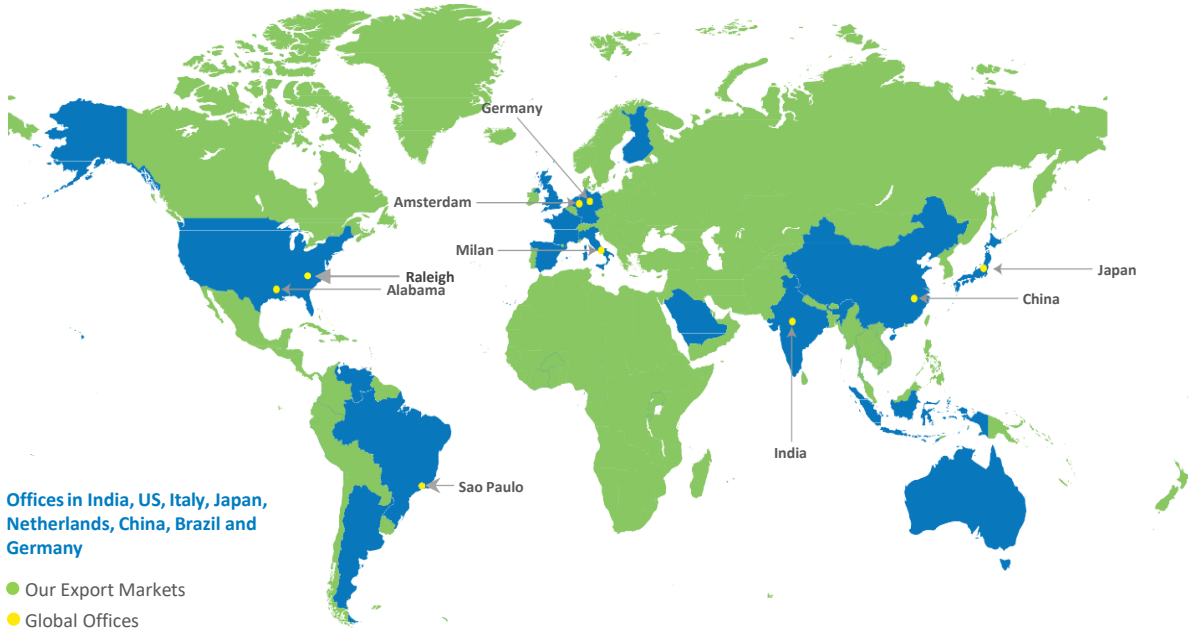 Germany
Amsterdam
Milan
Raleigh
Alabama
Japan
China
India
Sao Paulo
Offices in India, US, Italy, Japan,
Netherlands, China, Brazil and
Germany
Our Export Markets
Global Offices